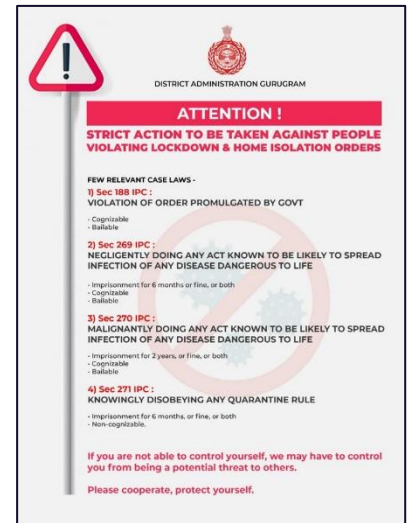 DISTRICT ADMINISTRATION GURUGRAM
ATTENTION !
STRICT ACTION TO BE TAKEN AGAINST PEOPLE
VIOLATING LOCKDOWN & HOME ISOLATION ORDERS
FEW RELEVANT CASE LAWS -
1) Sec 188 IPC :
VIOLATION OF ORDER PROMULGATED BY GOVT
- Cognizable
- Bailable
2) Sec 269 IPC :
NEGLIGENTLY DOING ANY ACT KNOWN TO BE LIKELY TO SPREAD
INFECTION OF ANY DISEASE DANGEROUS TO LIFE
- Imprisonment for 6 months or fine, or both
- Cognizable
- Bailable
3) Sec 270 IPC :
MALIGNANTLY DOING ANY ACT KNOWN TO BE LIKELY TO SPREAD
INFECTION OF ANY DISEASE DANGEROUS TO LIFE
- Imprisonment for 2 years, or fine, or both
- Cognizable
- Bailable
4) Sec 271 IPC :
KNOWINGLY DISOBEYING ANY QUARANTINE RULE
- Imprisonment for 6 months, or fine, or both
- Non-cognizable.
If you are not able to control yourself, we may have to control
you from being a potential threat to others.
Please cooperate, protect yourself.